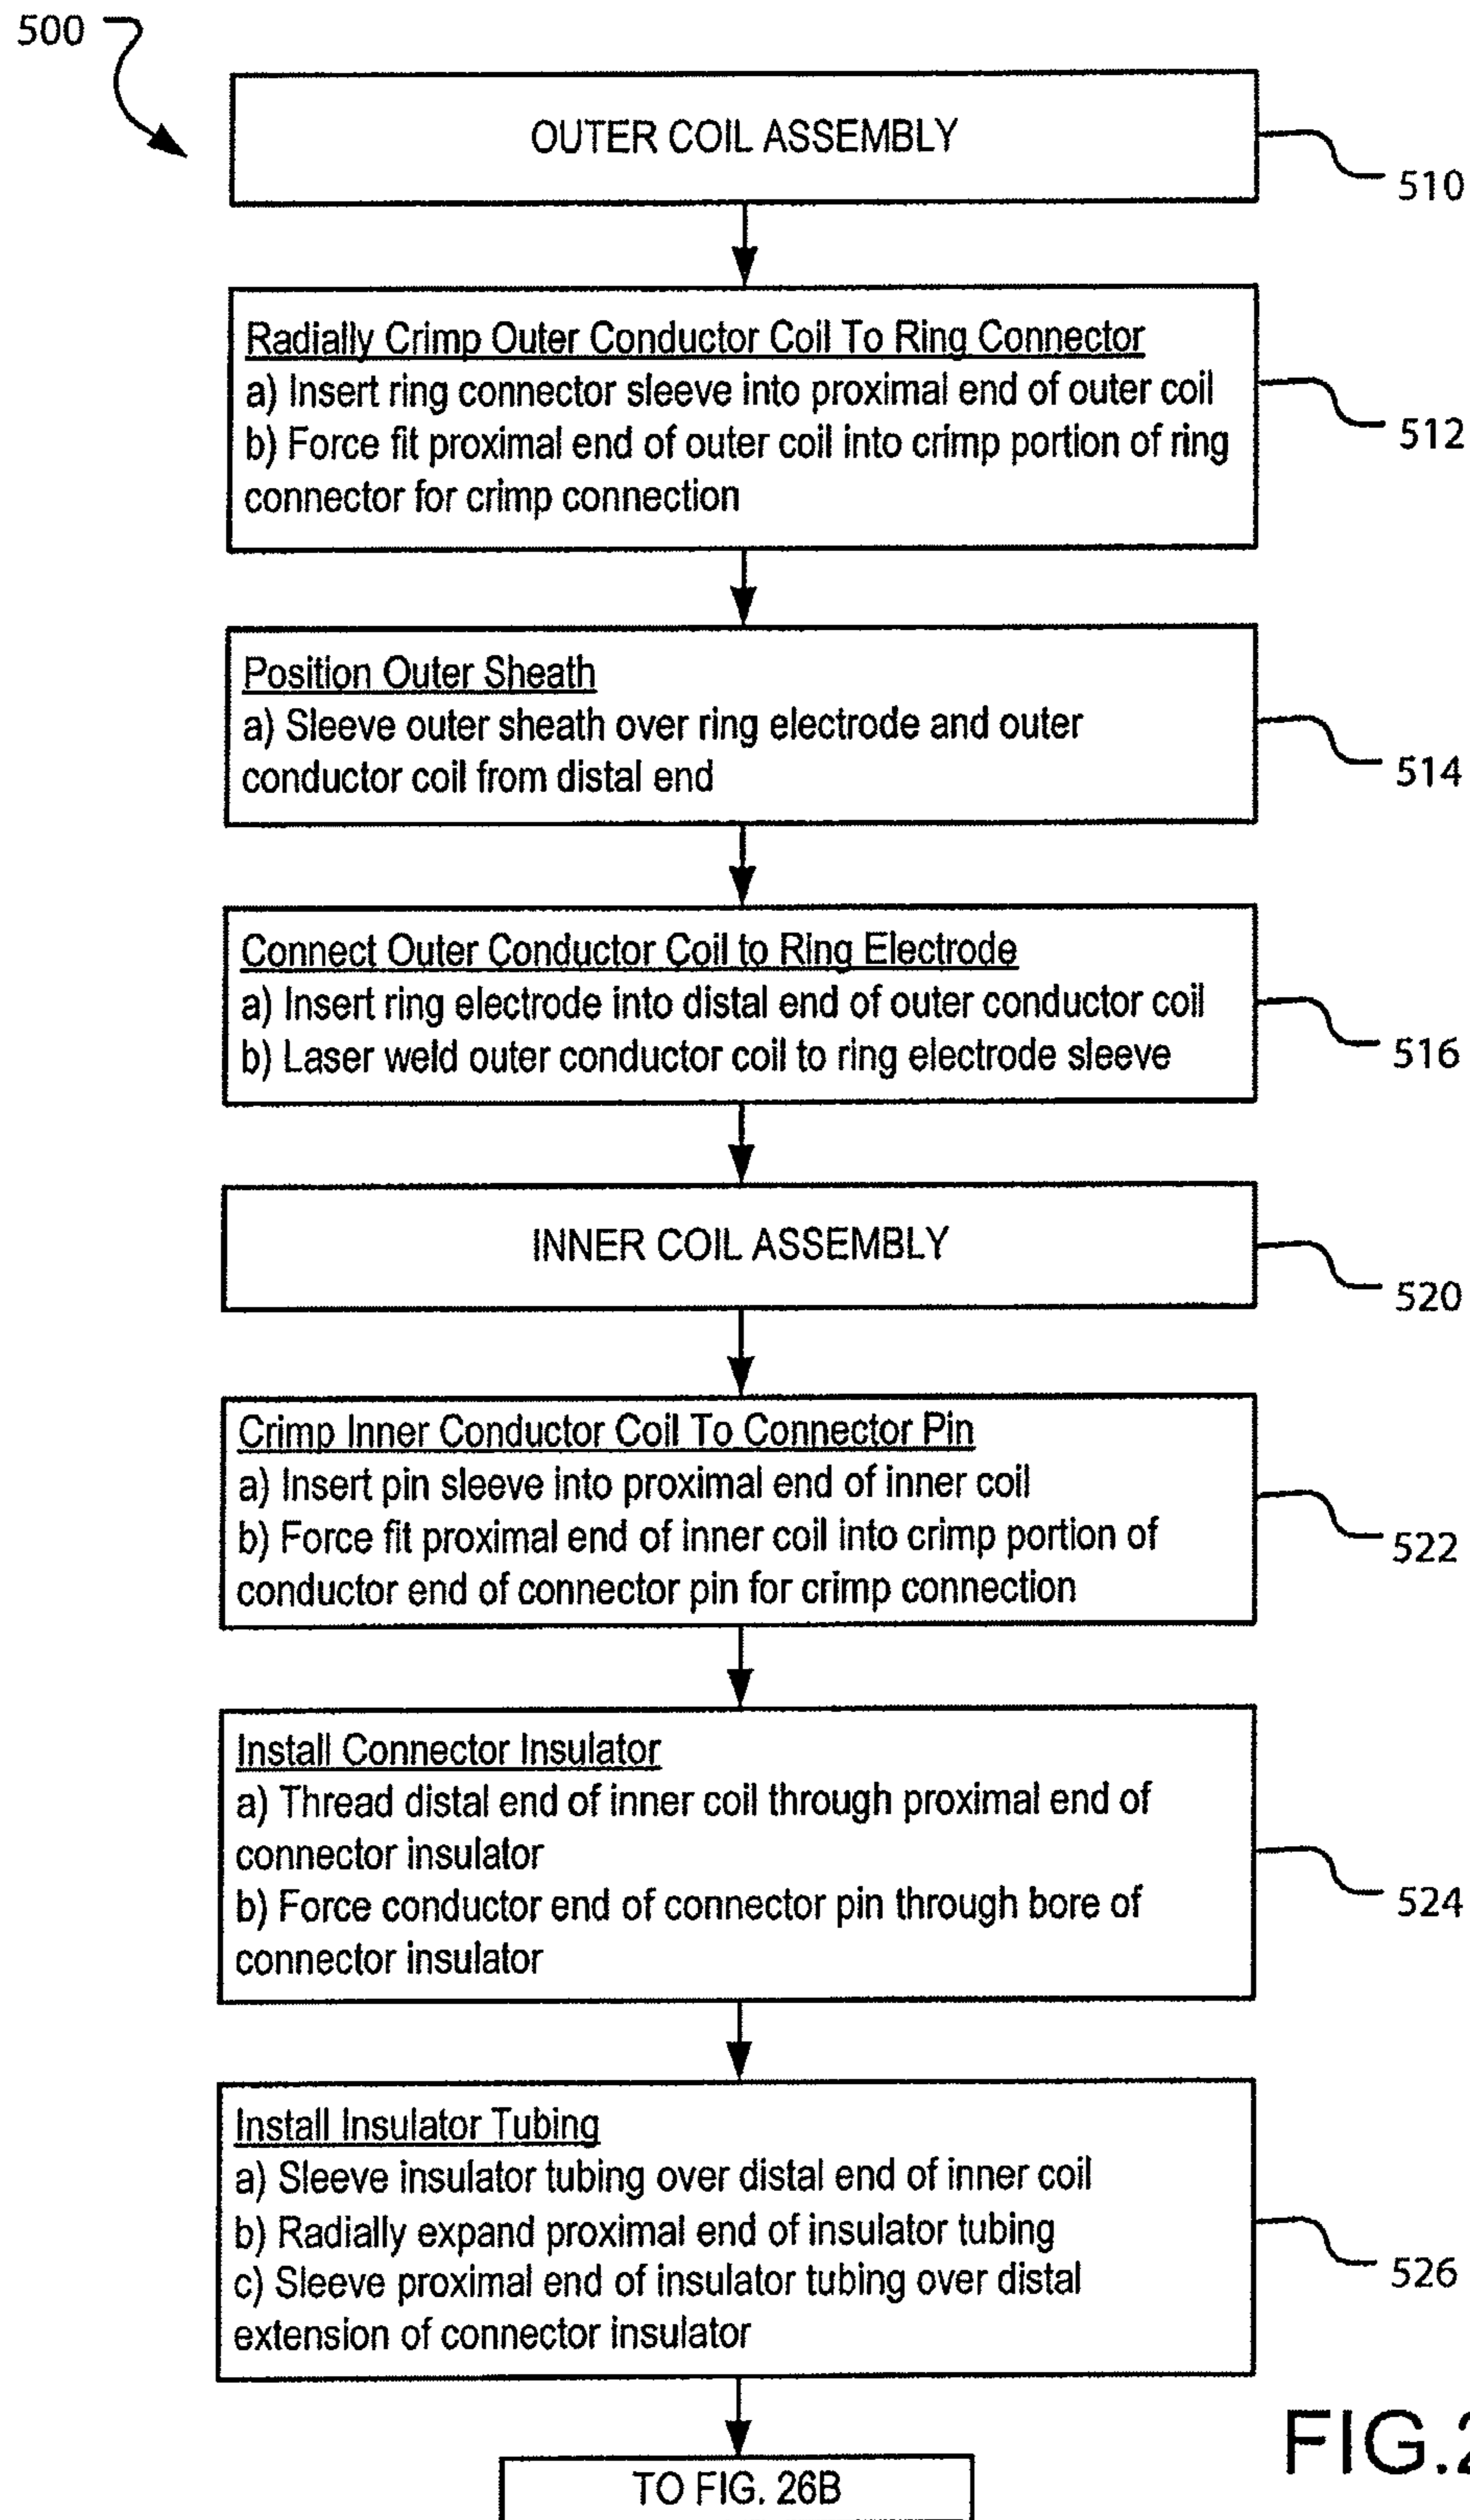 500
OUTER COIL ASSEMBLY
510
Radially Crimp Outer Conductor Coil To Ring Connector
a) Insert ring connector sleeve into proximal end of outer coil
b) Force fit proximal end of outer coil into crimp portion of ring
connector for crimp connection
512
Position Outer Sheath
a) Sleeve outer sheath over ring electrode and outer
conductor coil from distal end
514
Connect Outer Conductor Coil to Ring Electrode
a) Insert ring electrode into distal end of outer conductor coil
b) Laser weld outer conductor coil to ring electrode sleeve
516
INNER COIL ASSEMBLY
520
Crimp Inner Conductor Coil To Connector Pin
a) Insert pin sleeve into proximal end of inner coil
b) Force fit proximal end of inner coil into crimp portion of
conductor end of connector pin for crimp connection
522
Install Connector Insulator
a) Thread distal end of inner coil through proximal end of
connector insulator
b) Force conductor end of connector pin through bore of
connector insulator
524
Install Insulator Tubing
a) Sleeve insulator tubing over distal end of inner coil
b) Radially expand proximal end of insulator tubing
c) Sleeve proximal end of insulator tubing over distal
extension of connector insulator
526
FIG.2
TO FIG. 26B